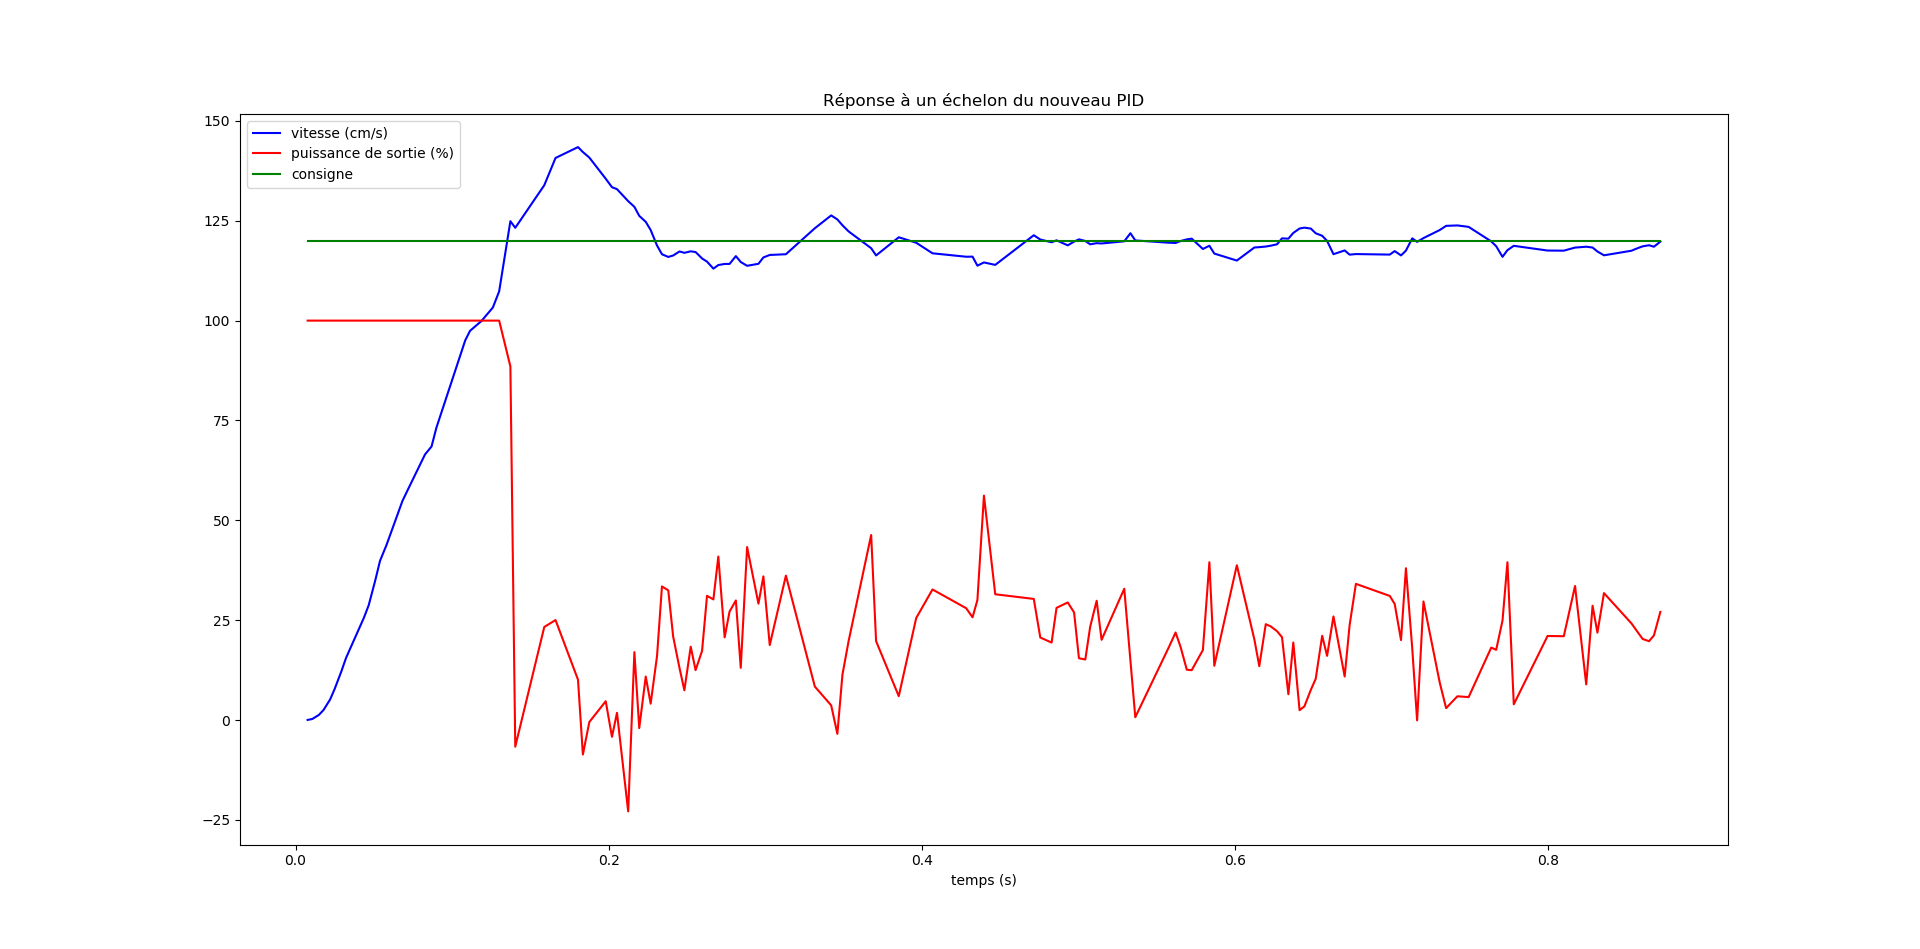 Réponse à un échelon du nouveau PID
150
125
100
75
50
25
0
−25
vitesse (cm/s)
puissance de sortie (%)
consigne
0.0 0.2 0.4 0.6 0.8
temps (s)